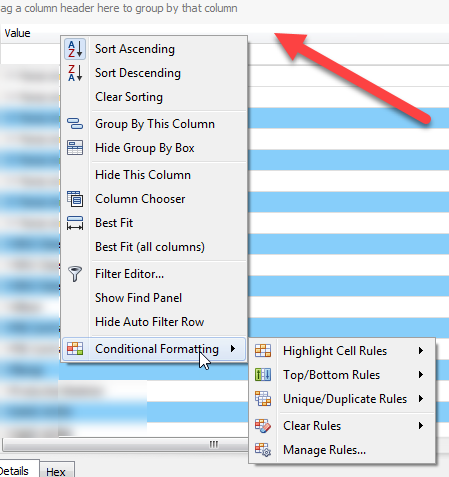 ag a column header here to group by that column
Value
Sort Ascending
Sort Descending
Clear Sorting
Group By This Column
Hide Group By Box
Hide This Column
Column Chooser
Best Fit
Best Fit (all columns)
Filter Editor...
Show Find Panel
Hide Auto Filter Row
Conditional Formatting
Highlight Cell Rules
Top/Bottom Rules
Unique/Duplicate Rules
Clear Rules
Manage Rules...
Details Hex